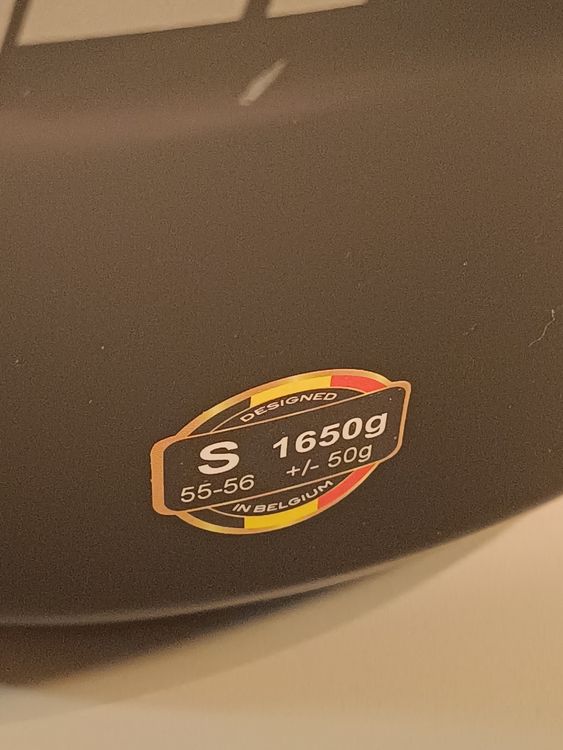 DESIGNED
S 1650g
55-56 +/- 50g
IN BELGIUM